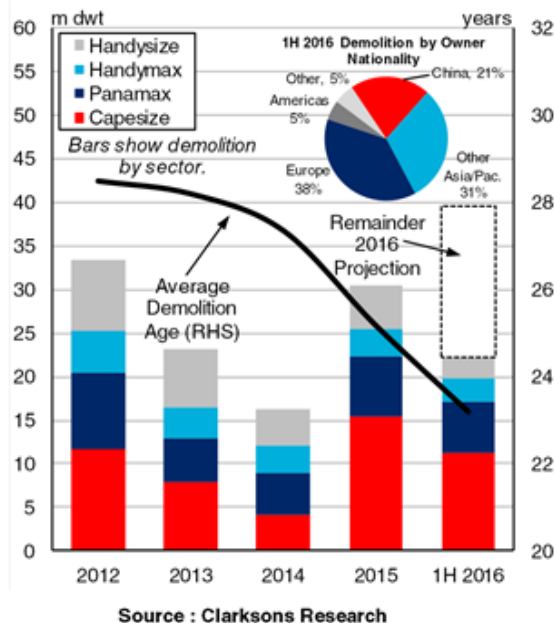 m dwt
years
60
55
50
45
40
35
30
25
20
15
10
5
0
32
30
28
26
24
22
20
Handysize
Handymax
Panamax
Capesize
Bars show demolition
by sector.
1H 2016 Demolition by Owner
Nationality
Other, 5%
China, 21%
Americas
5%
Europe
38%
Other
Asia/Pac.
31%
Remainder
2016
Projection
Average
Demolition
Age (RHS)
2012
2013
2014
2015
1H 2016
Source : Clarksons Research